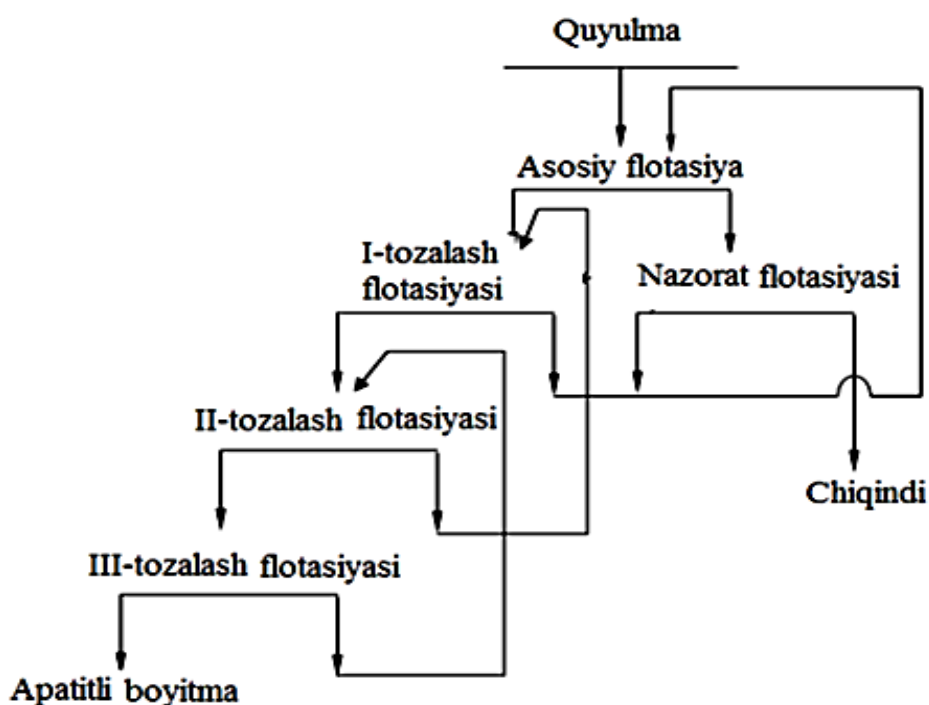 Quyulma
Asosiy flotasiya
I-tozalash
flotasiyasi
Nazorat flotasiyasi
II-tozalash flotasiyasi
Chiqindi
III-tozalash flotasiyasi
Apatitli boyitma